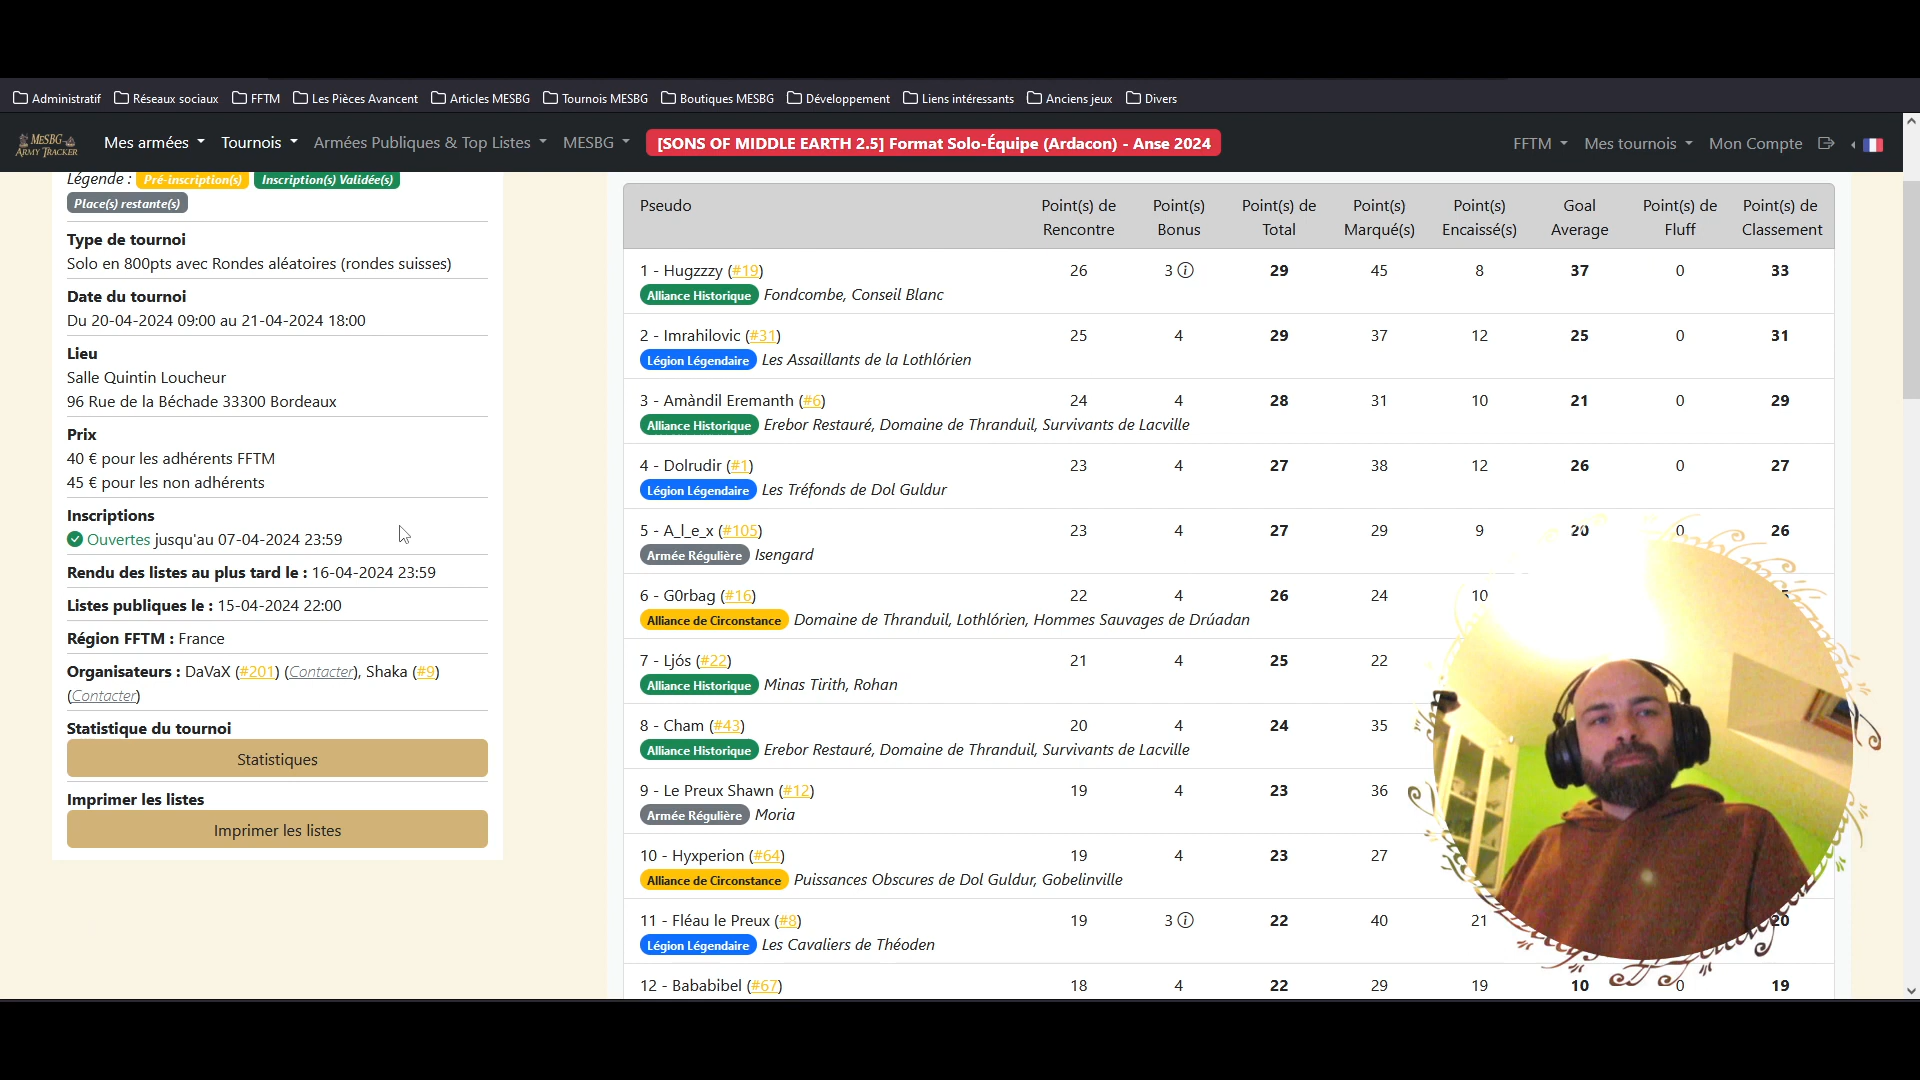 Administratif Réseaux sociaux FFTM Les Pièces Avancent Articles MESBG Tournois MESBG Boutiques MESBG Développement Liens intéressants Anciens jeux Divers
MESBG
ARMY TRACKER
Mes armées Tournois Armées Publiques & Top Listes MESBG [SONS OF MIDDLE EARTH 2.5] Format Solo-Équipe (Ardacon) - Anse 2024 FFTM Mes tournois Mon Compte
Légende : Pré-inscription(s) Inscription(s) Validée(s)
Place(s) restante(s)
Type de tournoi
Solo en 800pts avec Rondes aléatoires (rondes suisses)
Date du tournoi
Du 20-04-2024 09:00 au 21-04-2024 18:00
Lieu
Salle Quintin Loucheur
96 Rue de la Béchade 33300 Bordeaux
Prix
40 € pour les adhérents FFTM
45 € pour les non adhérents
Inscriptions
Ouvertes jusqu'au 07-04-2024 23:59
Rendu des listes au plus tard le : 16-04-2024 23:59
Listes publiques le : 15-04-2024 22:00
Région FFTM : France
Organisateurs : DaVaX (#201) (Contacter), Shaka (#9)
(Contacter)
Statistique du tournoi
Statistiques
Imprimer les listes
Imprimer les listes
Pseudo Point(s) de Rencontre Point(s) Bonus Point(s) de Total Point(s) Marqué(s) Point(s) Encaissé(s) Goal Average Point(s) de Fluff Point(s) de Classement
1 - Hugzzzy (#19) 26 3 29 45 8 37 0 33
Alliance Historique Fondcombe, Conseil Blanc
2 - Imrahilovic (#31) 25 4 29 37 12 25 0 31
Légion Légendaire Les Assaillants de la Lothlórien
3 - Amàndil Eremanth (#6) 24 4 28 31 10 21 0 29
Alliance Historique Erebor Restauré, Domaine de Thranduil, Survivants de Lacville
4 - Dolrudir (#1) 23 4 27 38 12 26 0 27
Légion Légendaire Les Tréfonds de Dol Guldur
5 - A_l_e_x (#105) 23 4 27 29 9 20 0 26
Armée Régulière Isengard
6 - G0rbag (#16) 22 4 26 24 10
Alliance de Circonstance Domaine de Thranduil, Lothlórien, Hommes Sauvages de Drúadan
7 - Ljós (#22) 21 4 25 22
Alliance Historique Minas Tirith, Rohan
8 - Cham (#43) 20 4 24 35
Alliance Historique Erebor Restauré, Domaine de Thranduil, Survivants de Lacville
9 - Le Preux Shawn (#12) 19 4 23 36
Armée Régulière Moria
10 - Hyxperion (#64) 19 4 23 27
Alliance de Circonstance Puissances Obscures de Dol Guldur, Gobelinville
11 - Fléau le Preux (#8) 19 3 22 40 21 20
Légion Légendaire Les Cavaliers de Théoden
12 - Bababibel (#67) 18 4 22 29 19 10 0 19